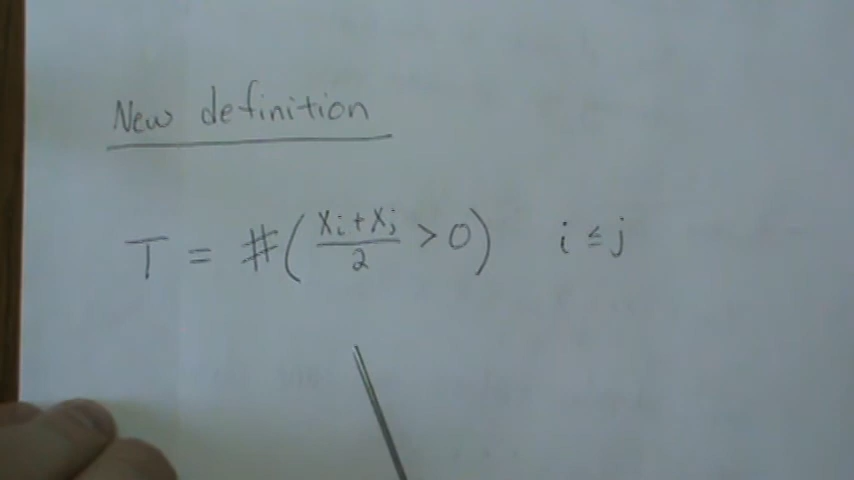 New definition
T = #( (Xi + Xj)/2 > 0 )   i ≤ j